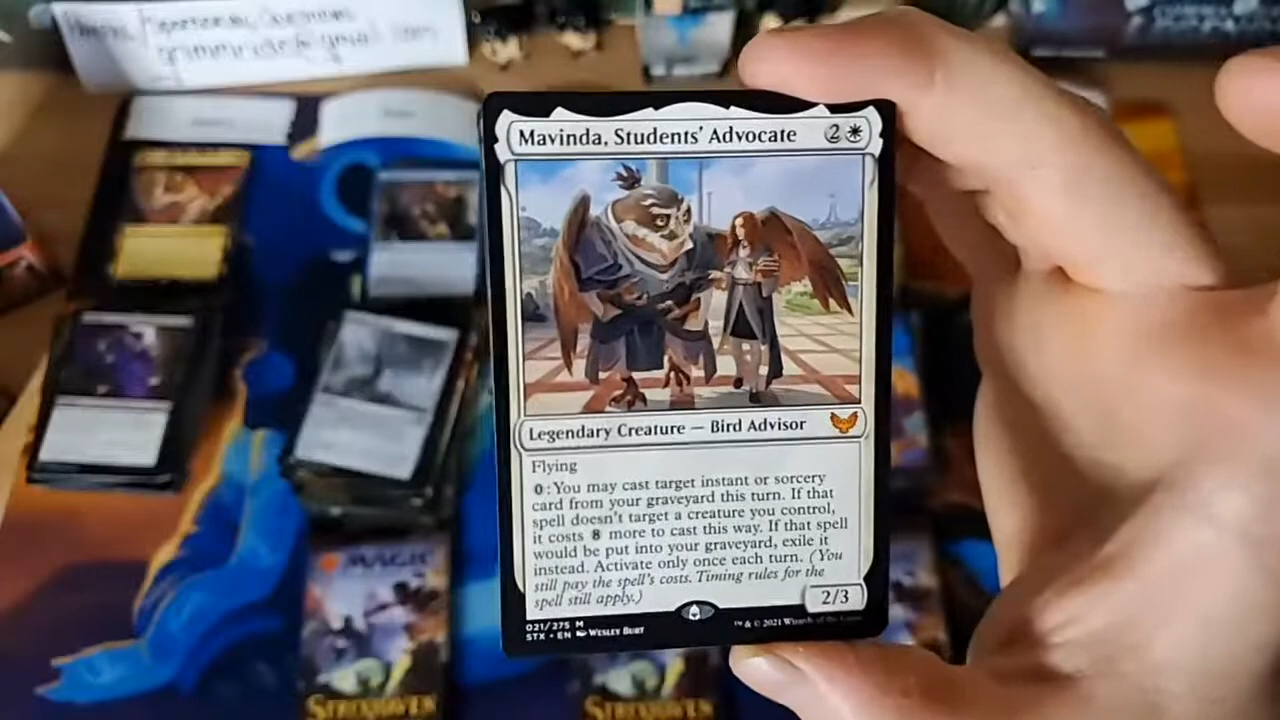 Mavinda, Students' Advocate 2
Legendary Creature — Bird Advisor
Flying
0: You may cast target instant or sorcery
card from your graveyard this turn. If that
spell doesn't target a creature you control,
it costs 8 more to cast this way. If that spell
would be put into your graveyard, exile it
instead. Activate only once each turn. (You
still pay the spell's costs. Timing rules for the
spell still apply.)
2/3
021/275 M
STX • EN Wesley Burt
™ & © 2021 Wizards of the Coast
MAGIC
STRIXHAVEN
STRIXHAVEN